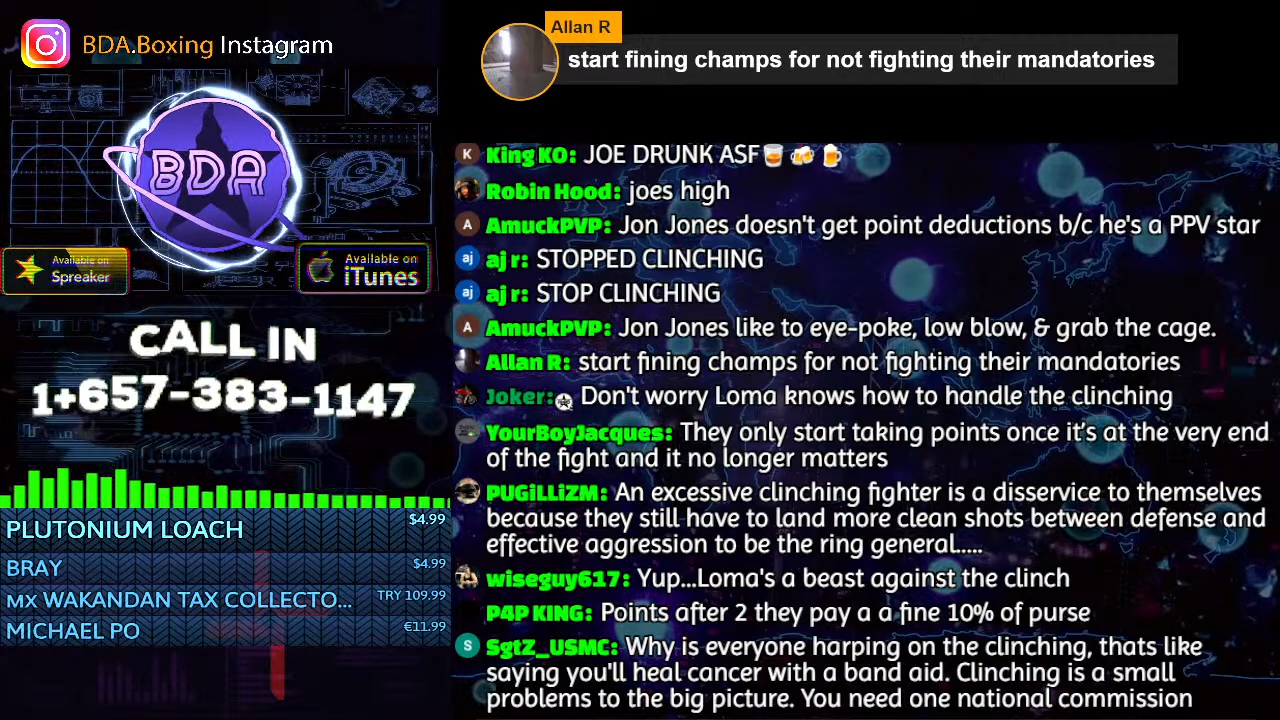 BDA.Boxing Instagram
Allan R
start fining champs for not fighting their mandatories
BDA
Available on
Spreaker
Available on
iTunes
CALL IN
1+657-383-1147
PLUTONIUM LOACH $4.99
BRAY $4.99
MX WAKANDAN TAX COLLECTO... TRY 109.99
MICHAEL PO €11.99
K King KO: JOE DRUNK ASF🥃🍻🍺
Robin Hood: joes high
A AmuckPVP: Jon Jones doesn't get point deductions b/c he's a PPV star
aj aj r: STOPPED CLINCHING
aj aj r: STOP CLINCHING
A AmuckPVP: Jon Jones like to eye-poke, low blow, & grab the cage.
Allan R: start fining champs for not fighting their mandatories
Joker: Don't worry Loma knows how to handle the clinching
YourBoyJacques: They only start taking points once it's at the very end
of the fight and it no longer matters
PUGiLLiZM: An excessive clinching fighter is a disservice to themselves
because they still have to land more clean shots between defense and
effective aggression to be the ring general.....
wiseguy617: Yup...Loma's a beast against the clinch
P4P KING: Points after 2 they pay a a fine 10% of purse
S SgtZ_USMC: Why is everyone harping on the clinching, thats like
saying you'll heal cancer with a band aid. Clinching is a small
problems to the big picture. You need one national commission